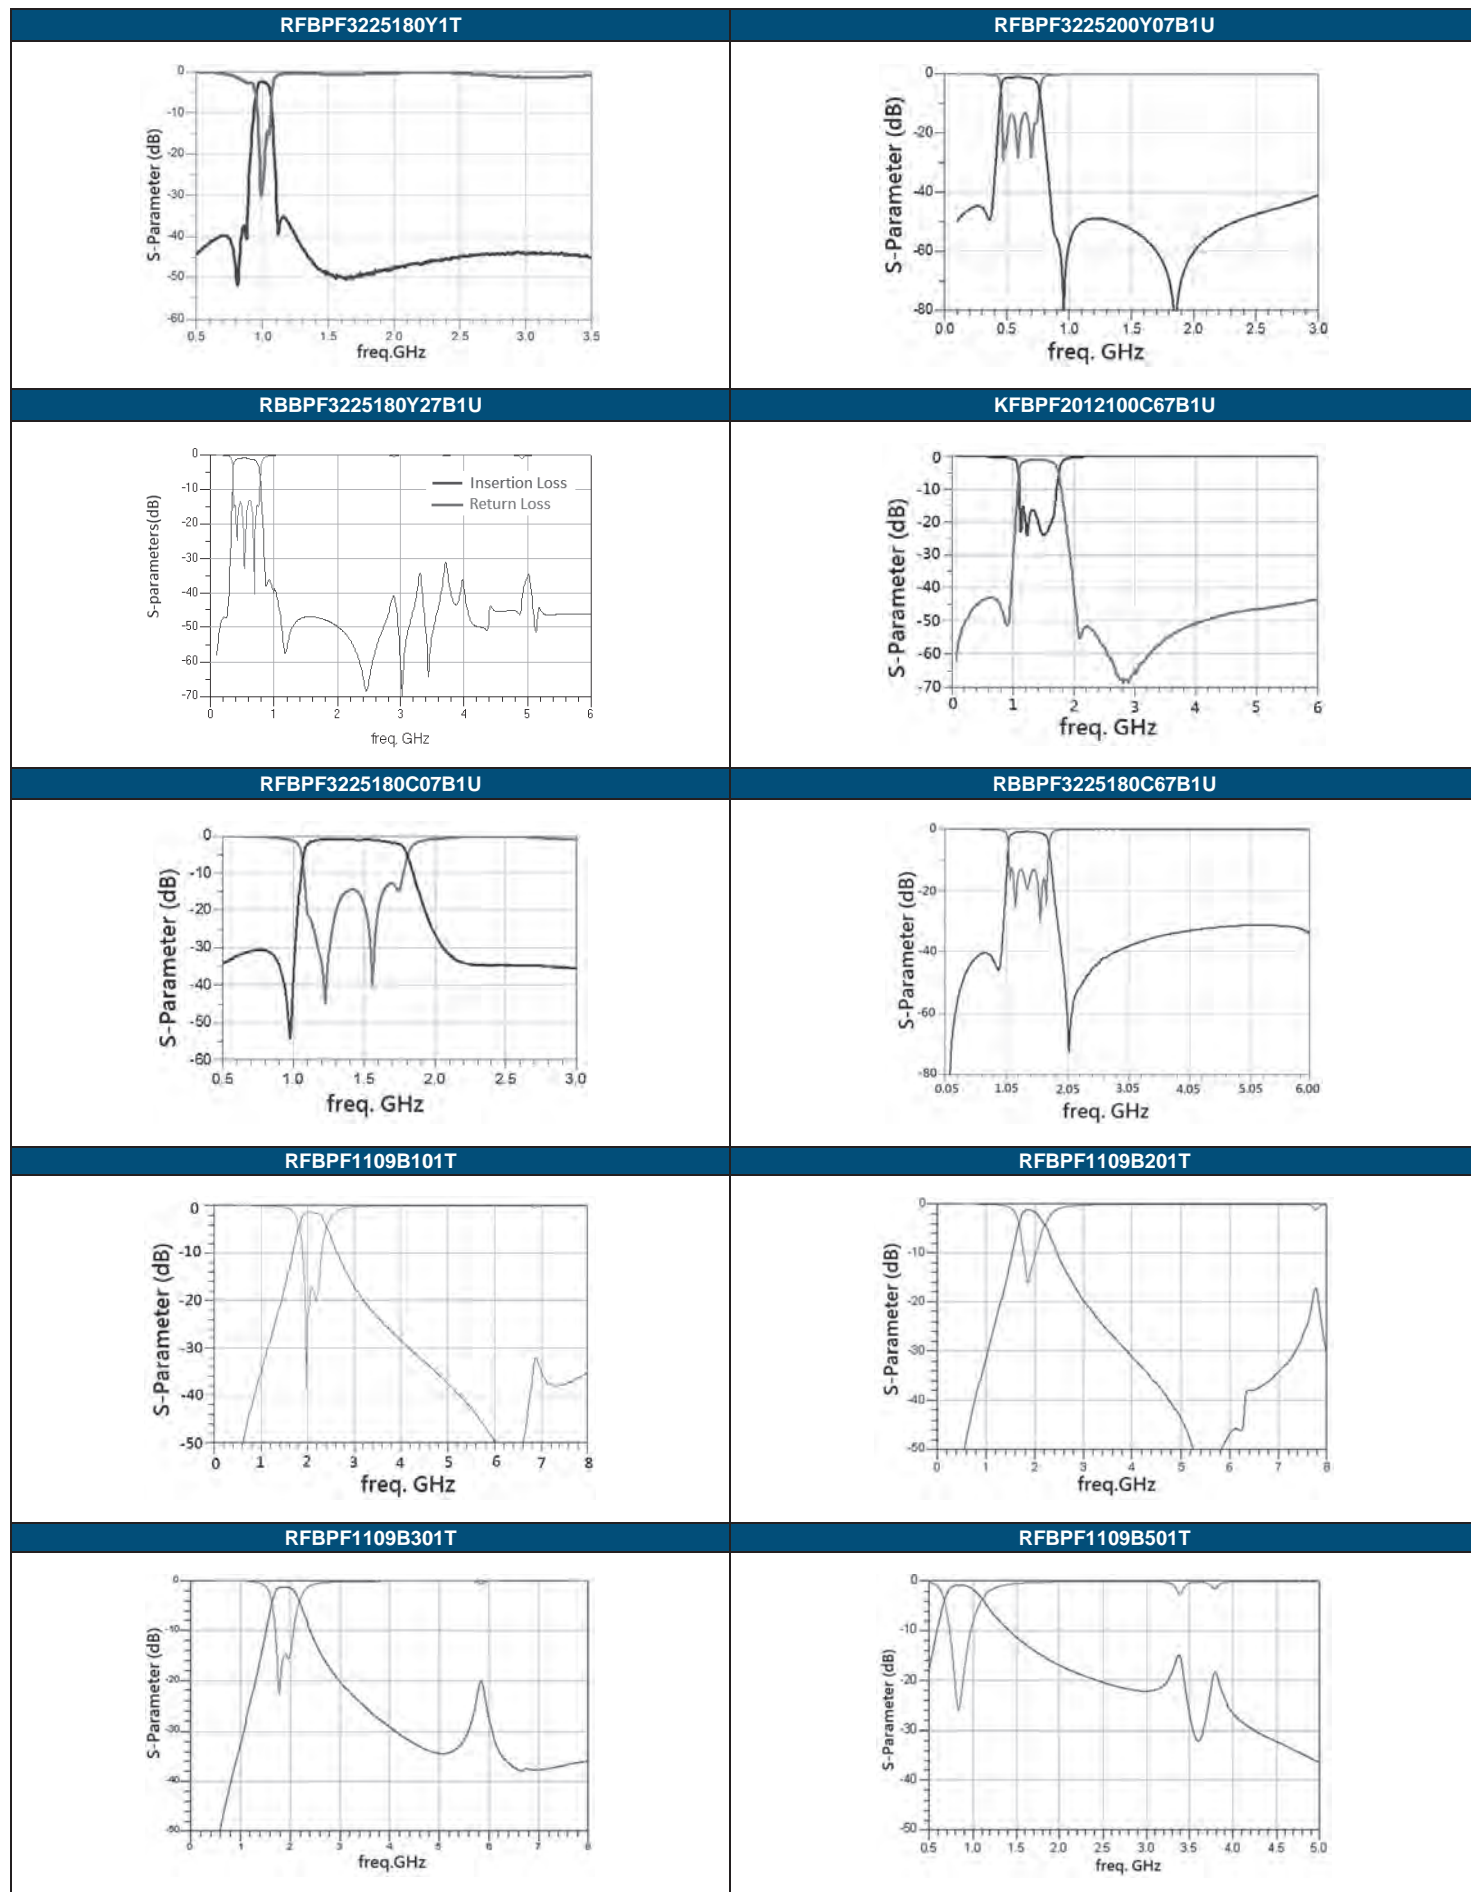 RFBPF3225180Y1T
S-Parameter (dB)
0
-10
-20
-30
-40
-50
-60
0.5 1.0 1.5 2.0 2.5 3.0 3.5
freq.GHz
RFBPF3225200Y07B1U
S-Parameter (dB)
0
-20
-40
-60
-80
0.0 0.5 1.0 1.5 2.0 2.5 3.0
freq. GHz
RBBPF3225180Y27B1U
S-parameters(dB)
0
-10
-20
-30
-40
-50
-60
-70
Insertion Loss
Return Loss
0 1 2 3 4 5 6
freq. GHz
KFBPF2012100C67B1U
S-Parameter (dB)
0
-10
-20
-30
-40
-50
-60
-70
0 1 2 3 4 5 6
freq. GHz
RFBPF3225180C07B1U
S-Parameter (dB)
0
-10
-20
-30
-40
-50
-60
0.5 1.0 1.5 2.0 2.5 3.0
freq. GHz
RBBPF3225180C67B1U
S-Parameter (dB)
0
-20
-40
-60
-80
0.05 1.05 2.05 3.05 4.05 5.05 6.00
freq. GHz
RFBPF1109B101T
S-Parameter (dB)
0
-10
-20
-30
-40
-50
0 1 2 3 4 5 6 7 8
freq. GHz
RFBPF1109B201T
S-Parameter (dB)
0
-10
-20
-30
-40
-50
0 1 2 3 4 5 6 7 8
freq.GHz
RFBPF1109B301T
S-Parameter (dB)
0
-10
-20
-30
-40
-50
0 1 2 3 4 5 6 7 8
freq.GHz
RFBPF1109B501T
S-Parameter (dB)
0
-10
-20
-30
-40
-50
0.5 1.0 1.5 2.0 2.5 3.0 3.5 4.0 4.5 5.0
freq. GHz